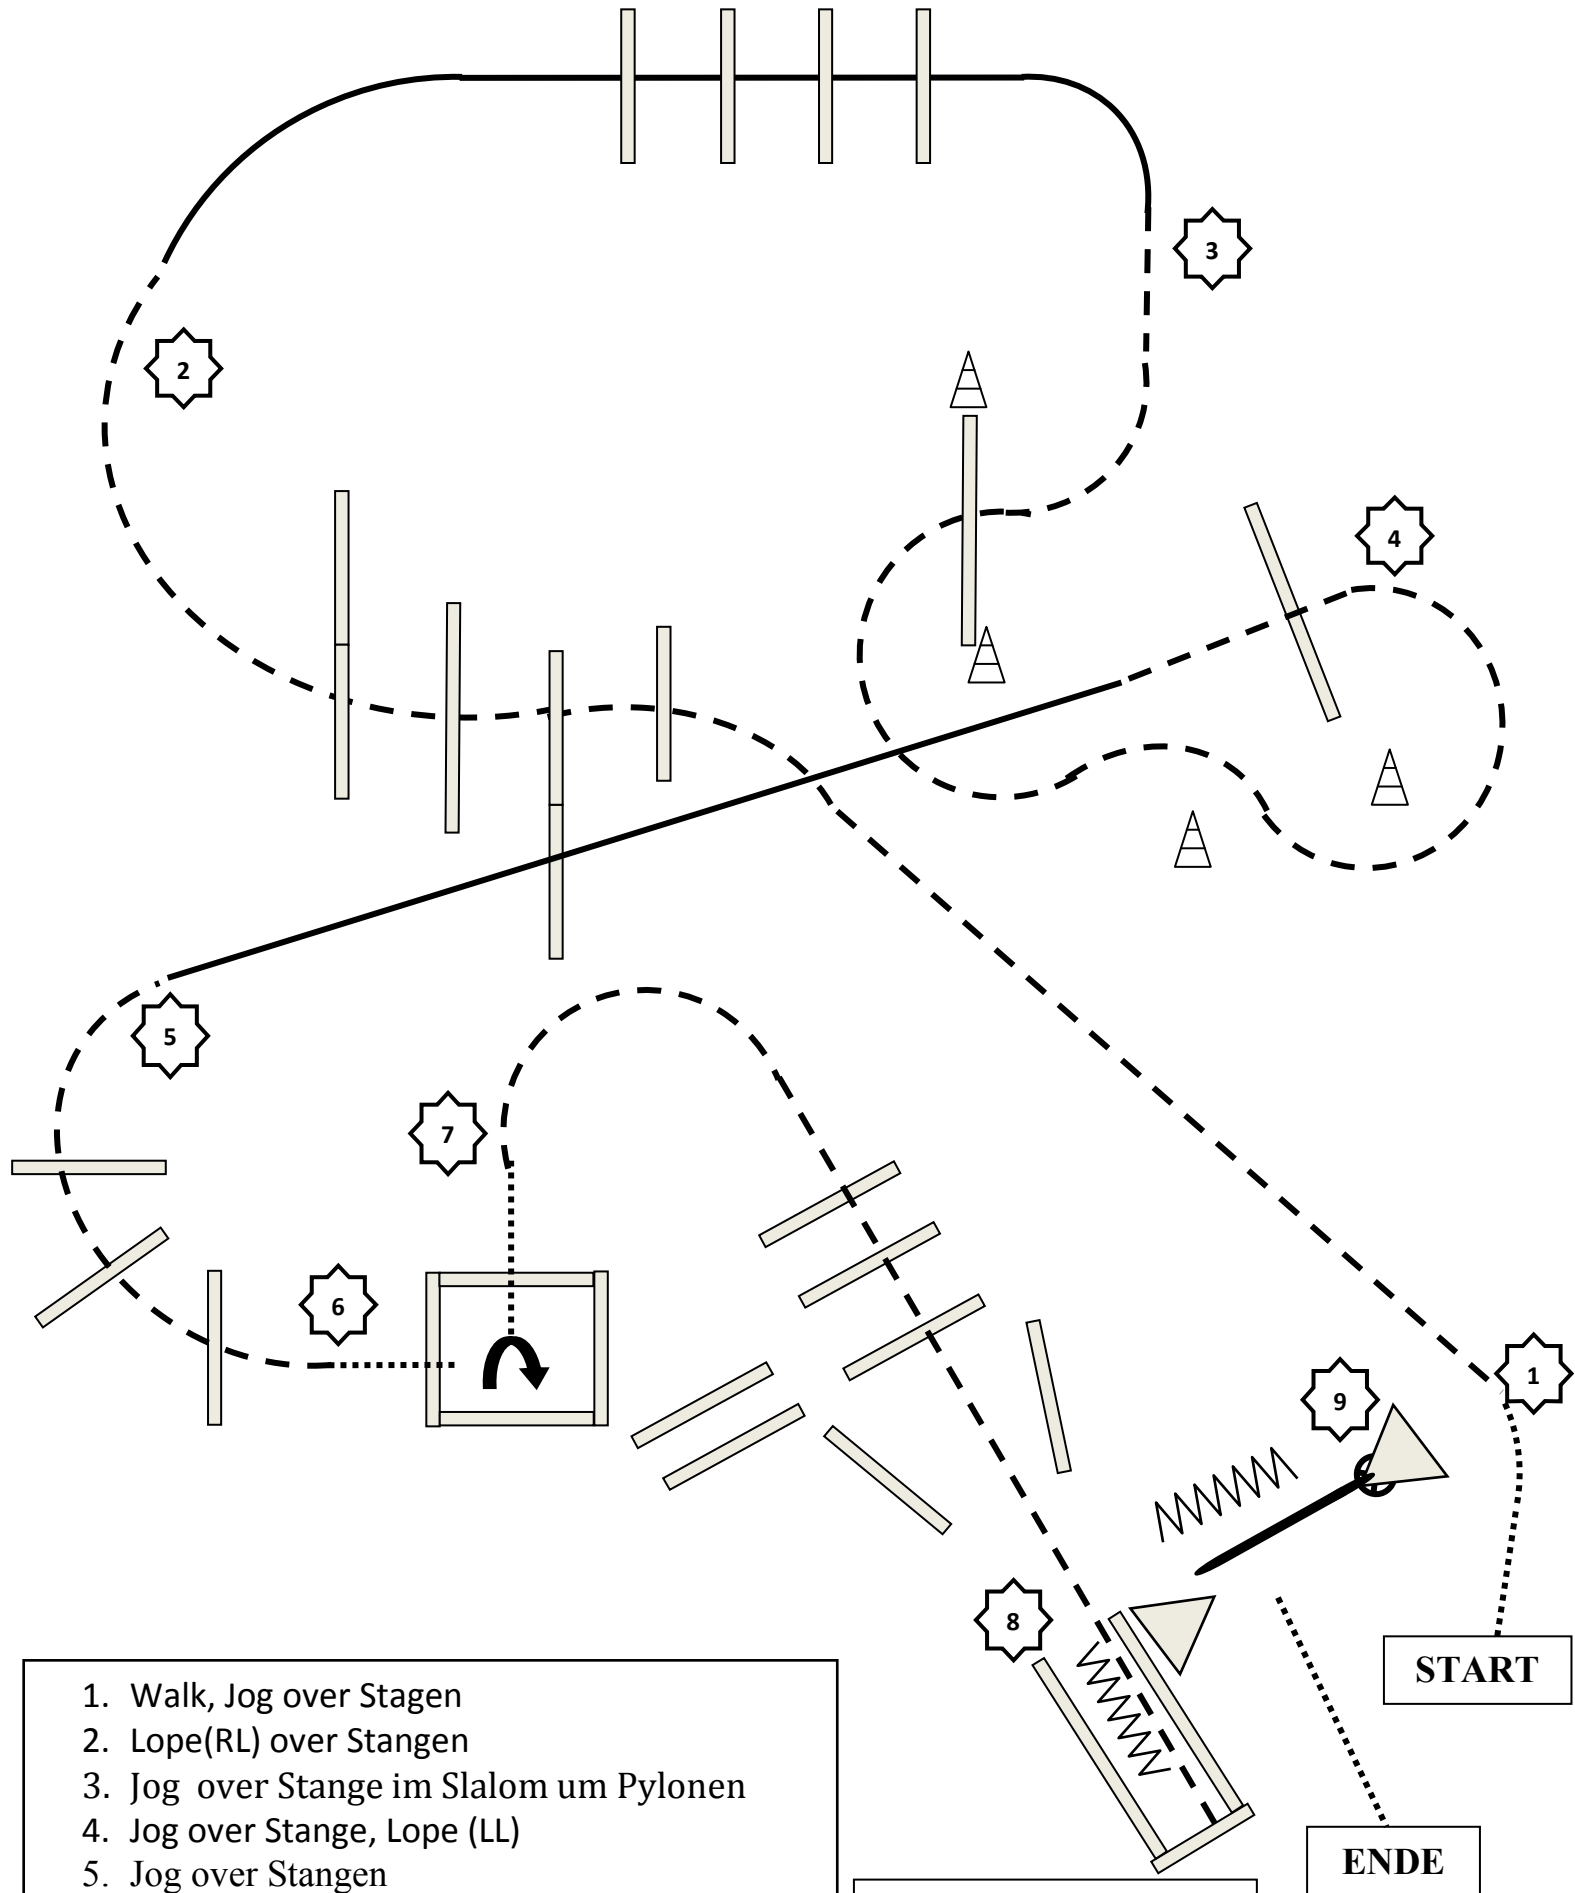 3
2
4
5
7
6
1
9
8
START
1. Walk, Jog over Stagen
2. Lope(RL) over Stangen
3. Jog over Stange im Slalom um Pylonen
4. Jog over Stange, Lope (LL)
5. Jog over Stangen
ENDE